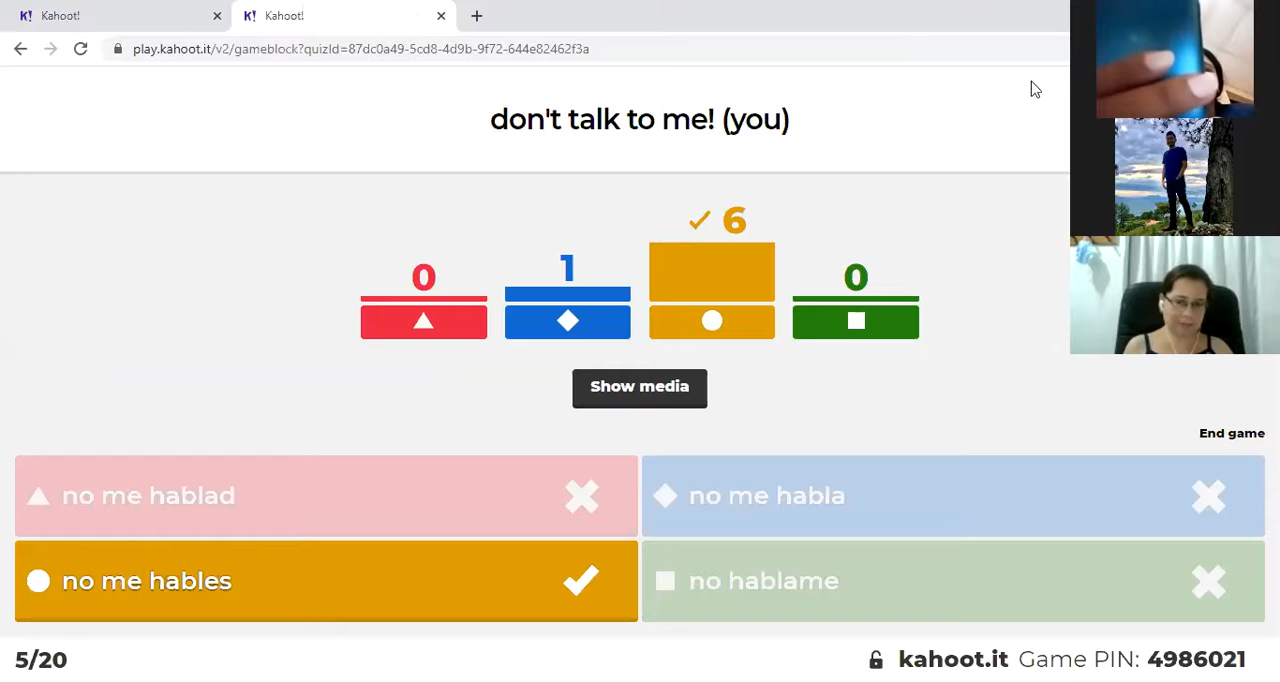 K! Kahoot!
K! Kahoot!
play.kahoot.it/v2/gameblock?quizId=87dc0a49-5cd8-4d9b-9f72-644e82462f3a
don't talk to me! (you)
0
1
6
0
Show media
End game
no me hablad
no me habla
no me hables
no hablame
5/20
kahoot.it Game PIN: 4986021